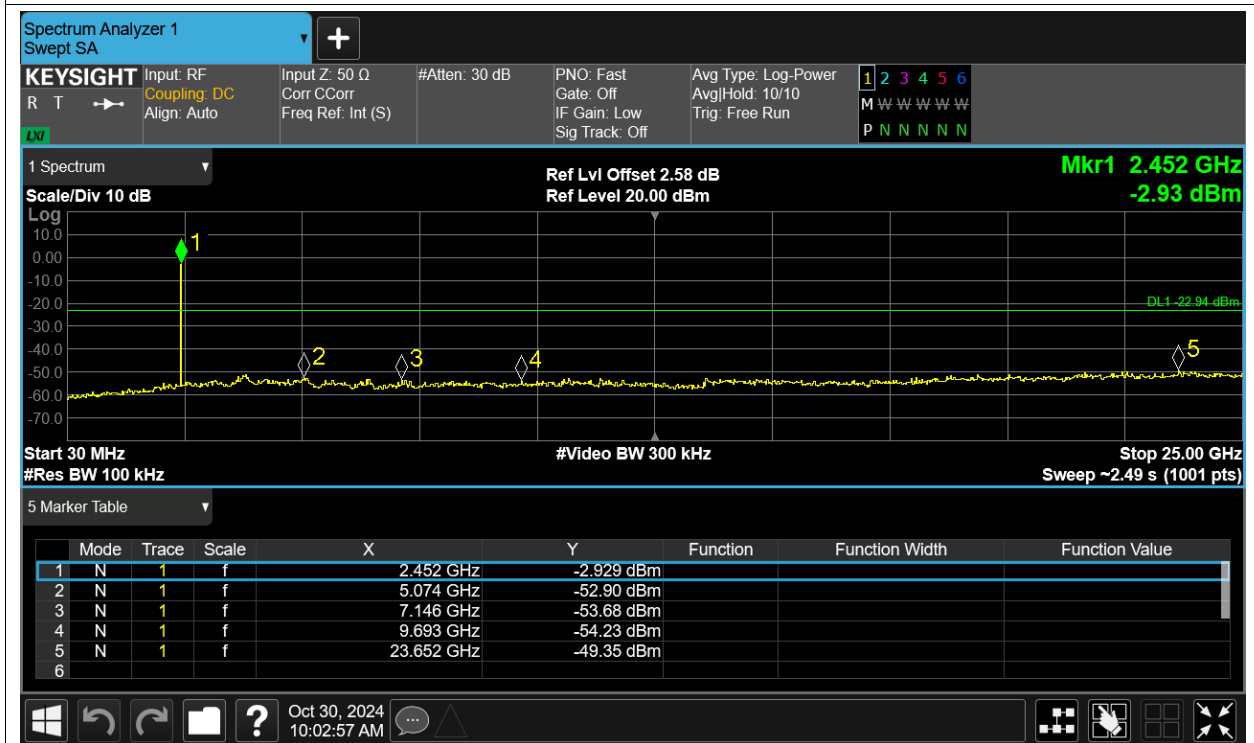 Spectrum Analyzer 1
Swept SA
KEYSIGHT
R T
LXI
Input: RF
Coupling: DC
Align: Auto
Input Z: 50 Ω
Corr CCorr
Freq Ref: Int (S)
#Atten: 30 dB
PNO: Fast
Gate: Off
IF Gain: Low
Sig Track: Off
Avg Type: Log-Power
Avg|Hold: 10/10
Trig: Free Run
1 2 3 4 5 6
M W W W W W
P N N N N N
1 Spectrum
Scale/Div 10 dB
Ref Lvl Offset 2.58 dB
Ref Level 20.00 dBm
Mkr1 2.452 GHz
-2.93 dBm
Log
10.0
0.00
-10.0
-20.0
-30.0
-40.0
-50.0
-60.0
-70.0
1
2
3
4
5
DL1 -22.94 dBm
Start 30 MHz
#Res BW 100 kHz
#Video BW 300 kHz
Stop 25.00 GHz
Sweep ~2.49 s (1001 pts)
5 Marker Table
Mode Trace Scale X Y Function Function Width Function Value
1 N 1 f 2.452 GHz -2.929 dBm
2 N 1 f 5.074 GHz -52.90 dBm
3 N 1 f 7.146 GHz -53.68 dBm
4 N 1 f 9.693 GHz -54.23 dBm
5 N 1 f 23.652 GHz -49.35 dBm
6
?
Oct 30, 2024
10:02:57 AM